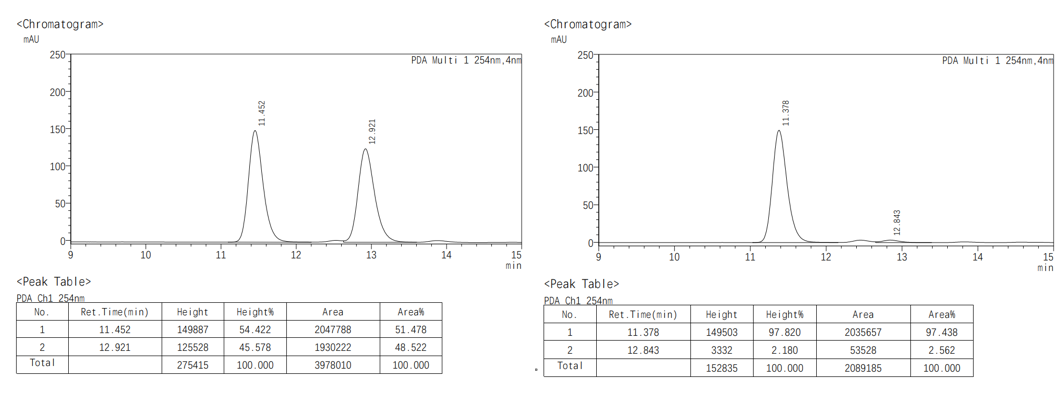 <Chromatogram>
mAU
250
PDA Multi 1 254nm,4nm
200
150
100
50
0
11.452
12.921
9 10 11 12 13 14 15
min
<Peak Table>
PDA Ch1 254nm
No. Ret.Time(min) Height Height% Area Area%
1 11.452 149887 54.422 2047788 51.478
2 12.921 125528 45.578 1930222 48.522
Total 275415 100.000 3978010 100.000
<Chromatogram>
mAU
250
PDA Multi 1 254nm,4nm
200
150
100
50
0
11.378
12.843
9 10 11 12 13 14 15
min
<Peak Table>
PDA Ch1 254nm
No. Ret.Time(min) Height Height% Area Area%
1 11.378 149503 97.820 2035657 97.438
2 12.843 3332 2.180 53528 2.562
Total 152835 100.000 2089185 100.000